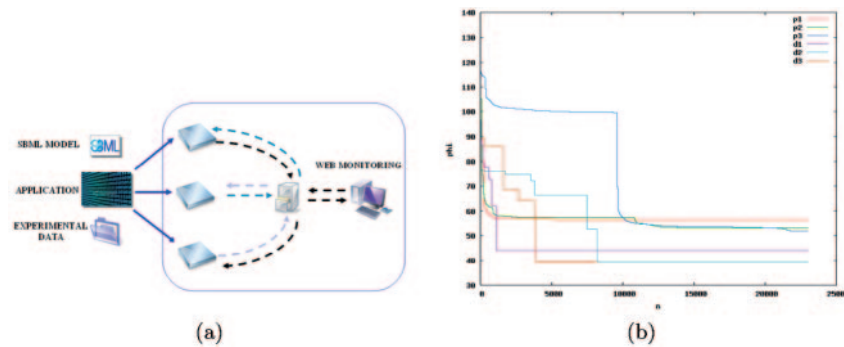 SBML MODEL
SBML
APPLICATION
EXPERIMENTAL
DATA
WEB MONITORING
(a)
140
130
120
110
100
90
80
70
60
50
40
30
phi
0
5000
10000
15000
20000
25000
n
p1
p2
p3
d1
d2
d3
(b)